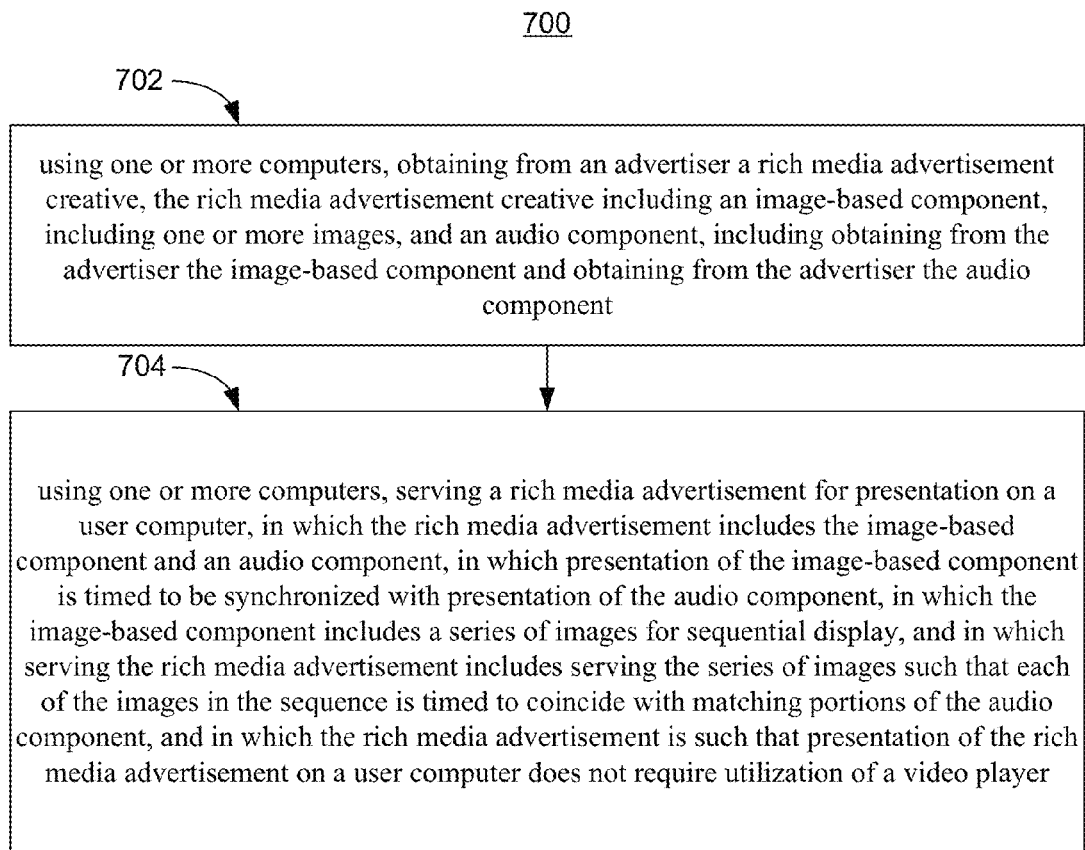 700
702
using one or more computers, obtaining from an advertiser a rich media advertisement
creative, the rich media advertisement creative including an image-based component,
including one or more images, and an audio component, including obtaining from the
advertiser the image-based component and obtaining from the advertiser the audio
component
704
using one or more computers, serving a rich media advertisement for presentation on a
user computer, in which the rich media advertisement includes the image-based
component and an audio component, in which presentation of the image-based component
is timed to be synchronized with presentation of the audio component, in which the
image-based component includes a series of images for sequential display, and in which
serving the rich media advertisement includes serving the series of images such that each
of the images in the sequence is timed to coincide with matching portions of the audio
component, and in which the rich media advertisement is such that presentation of the rich
media advertisement on a user computer does not require utilization of a video player